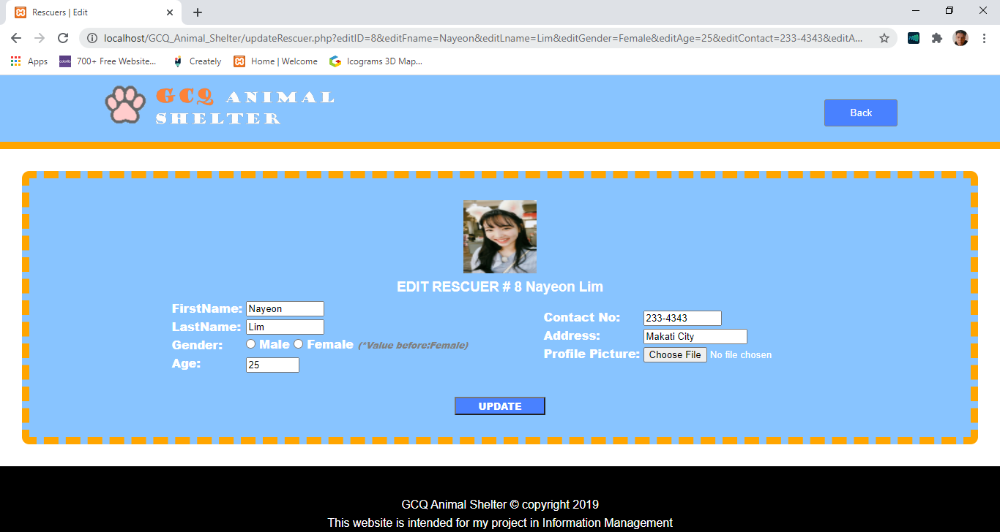 Rescuers | Edit
localhost/GCQ_Animal_Shelter/updateRescuer.php?editID=8&editFname=Nayeon&editLname=Lim&editGender=Female&editAge=25&editContact=233-4343&editA...
Apps
colorlib
700+ Free Website...
Creately
Home | Welcome
Icograms 3D Map...
GCQ ANIMAL
SHELTER
Back
EDIT RESCUER # 8 Nayeon Lim
FirstName: Nayeon
LastName: Lim
Gender: Male Female (*Value before:Female)
Age: 25
Contact No: 233-4343
Address: Makati City
Profile Picture: Choose File No file chosen
UPDATE
GCQ Animal Shelter © copyright 2019
This website is intended for my project in Information Management